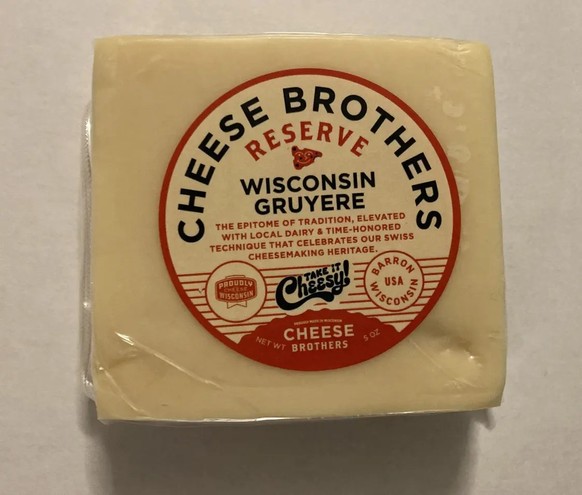 CHEESE BROTHERS
RESERVE
WISCONSIN
GRUYERE
THE EPITOME OF TRADITION, ELEVATED
WITH LOCAL DAIRY & TIME-HONORED
TECHNIQUE THAT CELEBRATES OUR SWISS
CHEESEMAKING HERITAGE.
PROUDLY
WISCONSIN
CHEESE
TAKE IT
Cheesy!
BARRON
USA
WISCONSIN
CHEESE
BROTHERS
NET WT. 5 OZ